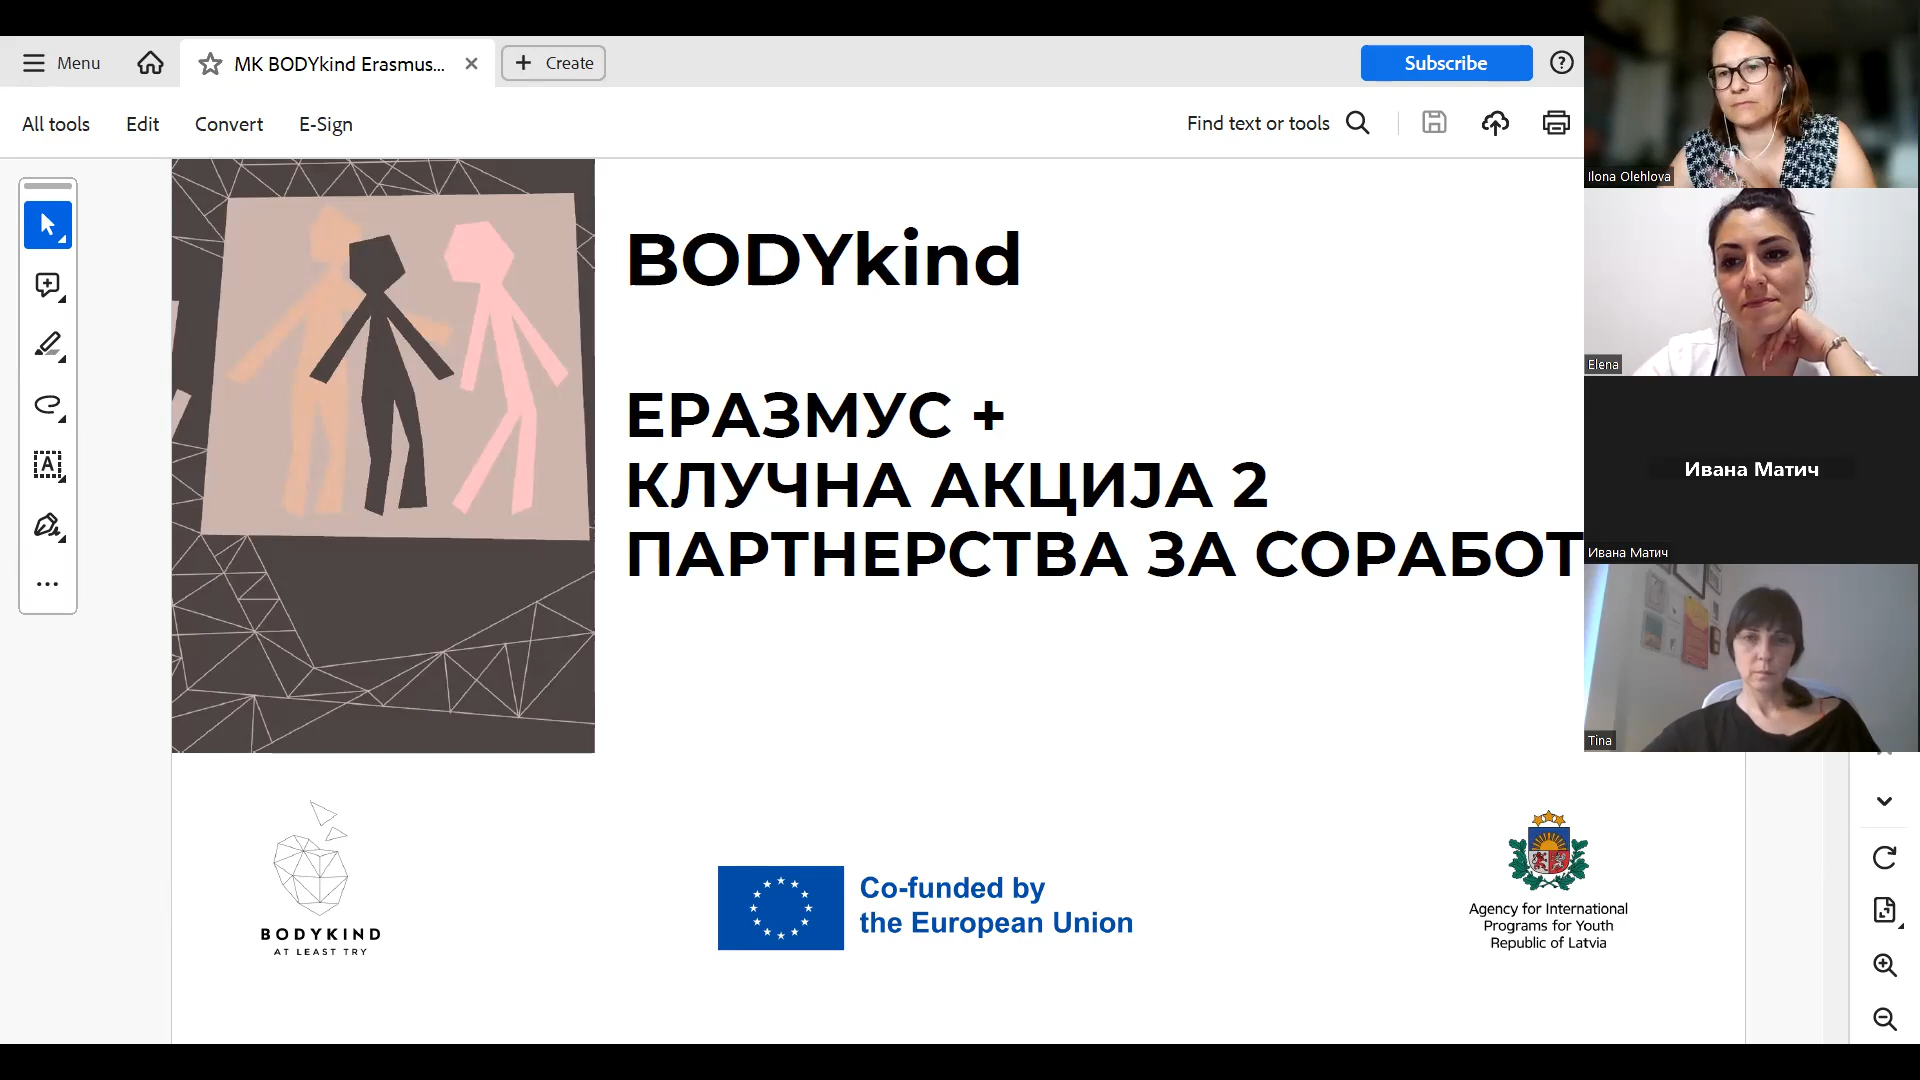 Menu
MK BODYkind Erasmus...
Create
Subscribe
All tools
Edit
Convert
E-Sign
Find text or tools
BODYkind
ЕРАЗМУС +
КЛУЧНА АКЦИЈА 2
ПАРТНЕРСТВА ЗА СОРАБОТ
BODYKIND
AT LEAST TRY
Co-funded by
the European Union
Agency for International
Programs for Youth
Republic of Latvia
Ilona Olehlova
Elena
Ивана Матич
Ивана Матич
Tina